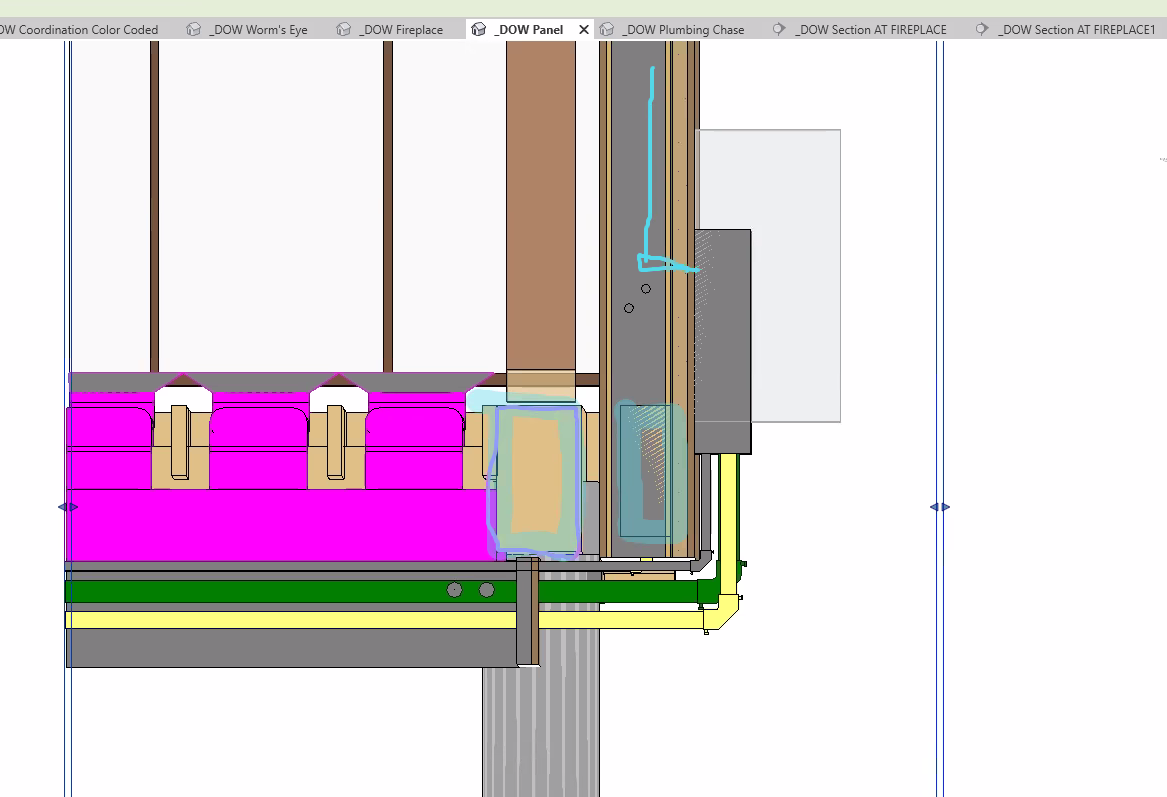 OW Coordination Color Coded
_DOW Worm's Eye
_DOW Fireplace
_DOW Panel
_DOW Plumbing Chase
_DOW Section AT FIREPLACE
_DOW Section AT FIREPLACE1